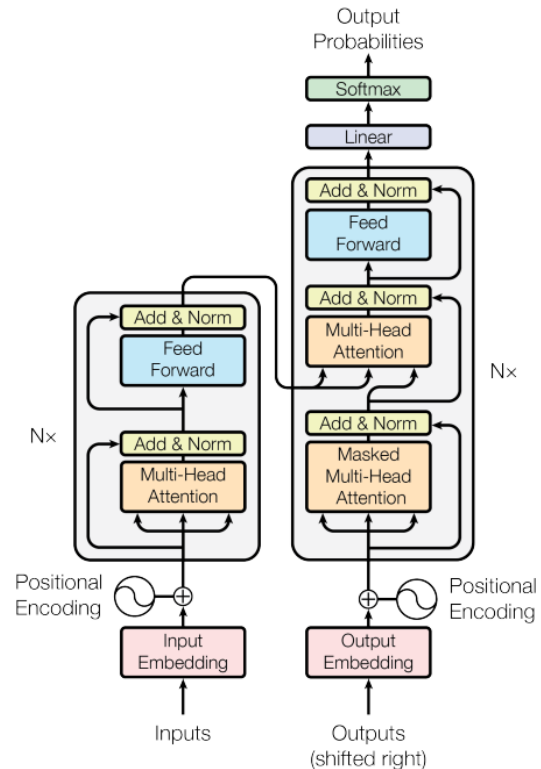 Output
Probabilities
Softmax
Linear
Add & Norm
Feed
Forward
Add & Norm
Multi-Head
Attention
Add & Norm
Masked
Multi-Head
Attention
N×
Add & Norm
Feed
Forward
Add & Norm
Multi-Head
Attention
N×
Positional
Encoding
Positional
Encoding
Input
Embedding
Output
Embedding
Inputs
Outputs
(shifted right)